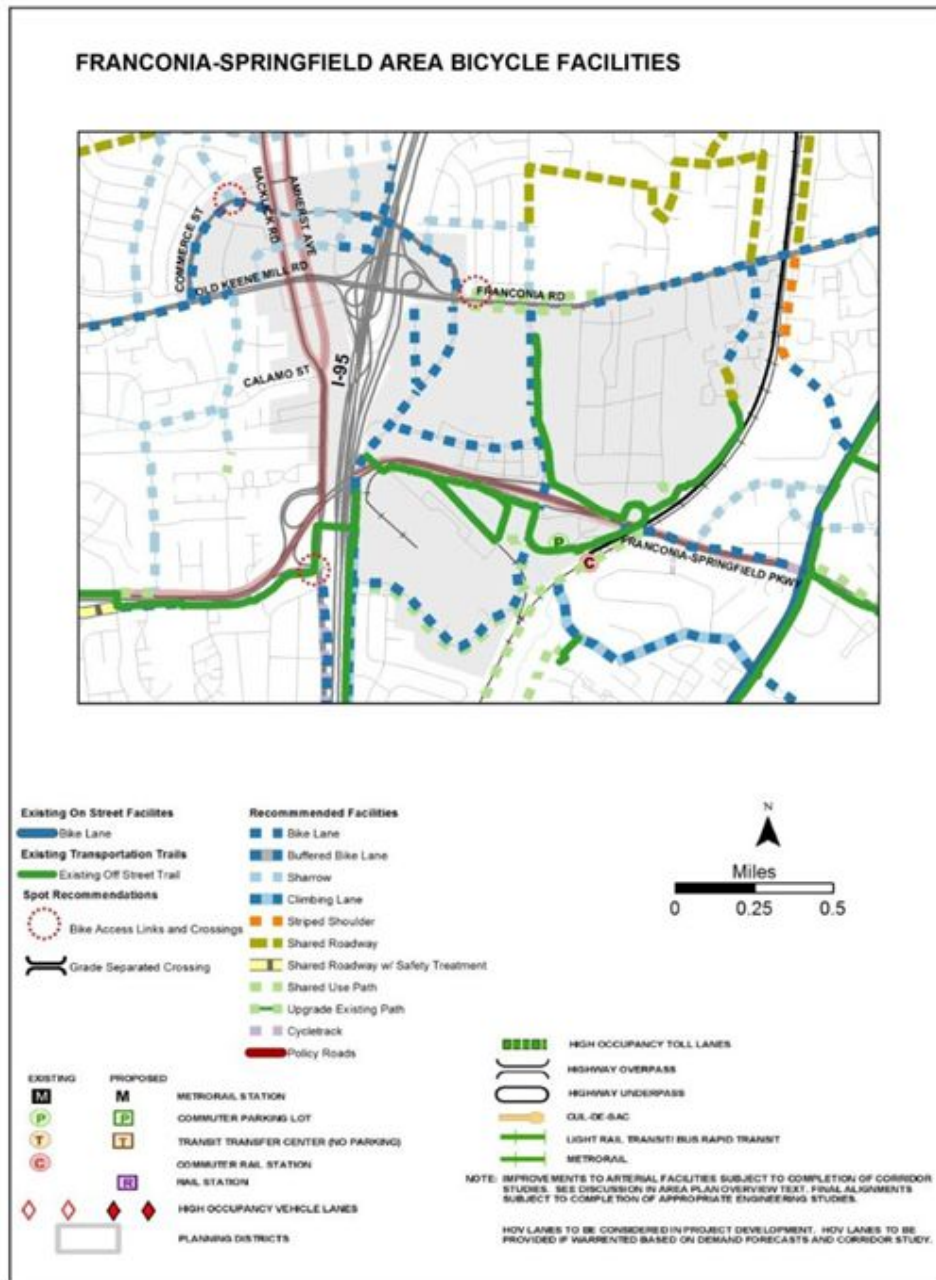 FRANCONIA-SPRINGFIELD AREA BICYCLE FACILITIES
COMMERCE ST
BACKLICK RD
AMHERST AVE
OLD KEENE MILL RD
FRANCONIA RD
I-95
CALAMO ST
P
C
FRANCONIA-SPRINGFIELD PKWY
Existing On Street Facilites
Bike Lane
Existing Transportation Trails
Existing Off Street Trail
Spot Recommendations
Bike Access Links and Crossings
Grade Separated Crossing
Recommmended Facilities
Bike Lane
Buffered Bike Lane
Sharrow
Climbing Lane
Striped Shoulder
Shared Roadway
Shared Roadway w/ Safety Treatment
Shared Use Path
Upgrade Existing Path
Cycletrack
Policy Roads
N
Miles
0 0.25 0.5
EXISTING PROPOSED
M M METRORAIL STATION
P P COMMUTER PARKING LOT
T T TRANSIT TRANSFER CENTER (NO PARKING)
C COMMUTER RAIL STATION
R RAIL STATION
HIGH OCCUPANCY VEHICLE LANES
PLANNING DISTRICTS
HIGH OCCUPANCY TOLL LANES
HIGHWAY OVERPASS
HIGHWAY UNDERPASS
CUL-DE-SAC
LIGHT RAIL TRANSIT/ BUS RAPID TRANSIT
METRORAIL
NOTE: IMPROVEMENTS TO ARTERIAL FACILITIES SUBJECT TO COMPLETION OF CORRIDOR
STUDIES. SEE DISCUSSION IN AREA PLAN OVERVIEW TEXT. FINAL ALIGNMENTS
SUBJECT TO COMPLETION OF APPROPRIATE ENGINEERING STUDIES.
HOV LANES TO BE CONSIDERED IN PROJECT DEVELOPMENT. HOV LANES TO BE
PROVIDED IF WARRENTED BASED ON DEMAND FORECASTS AND CORRIDOR STUDY.